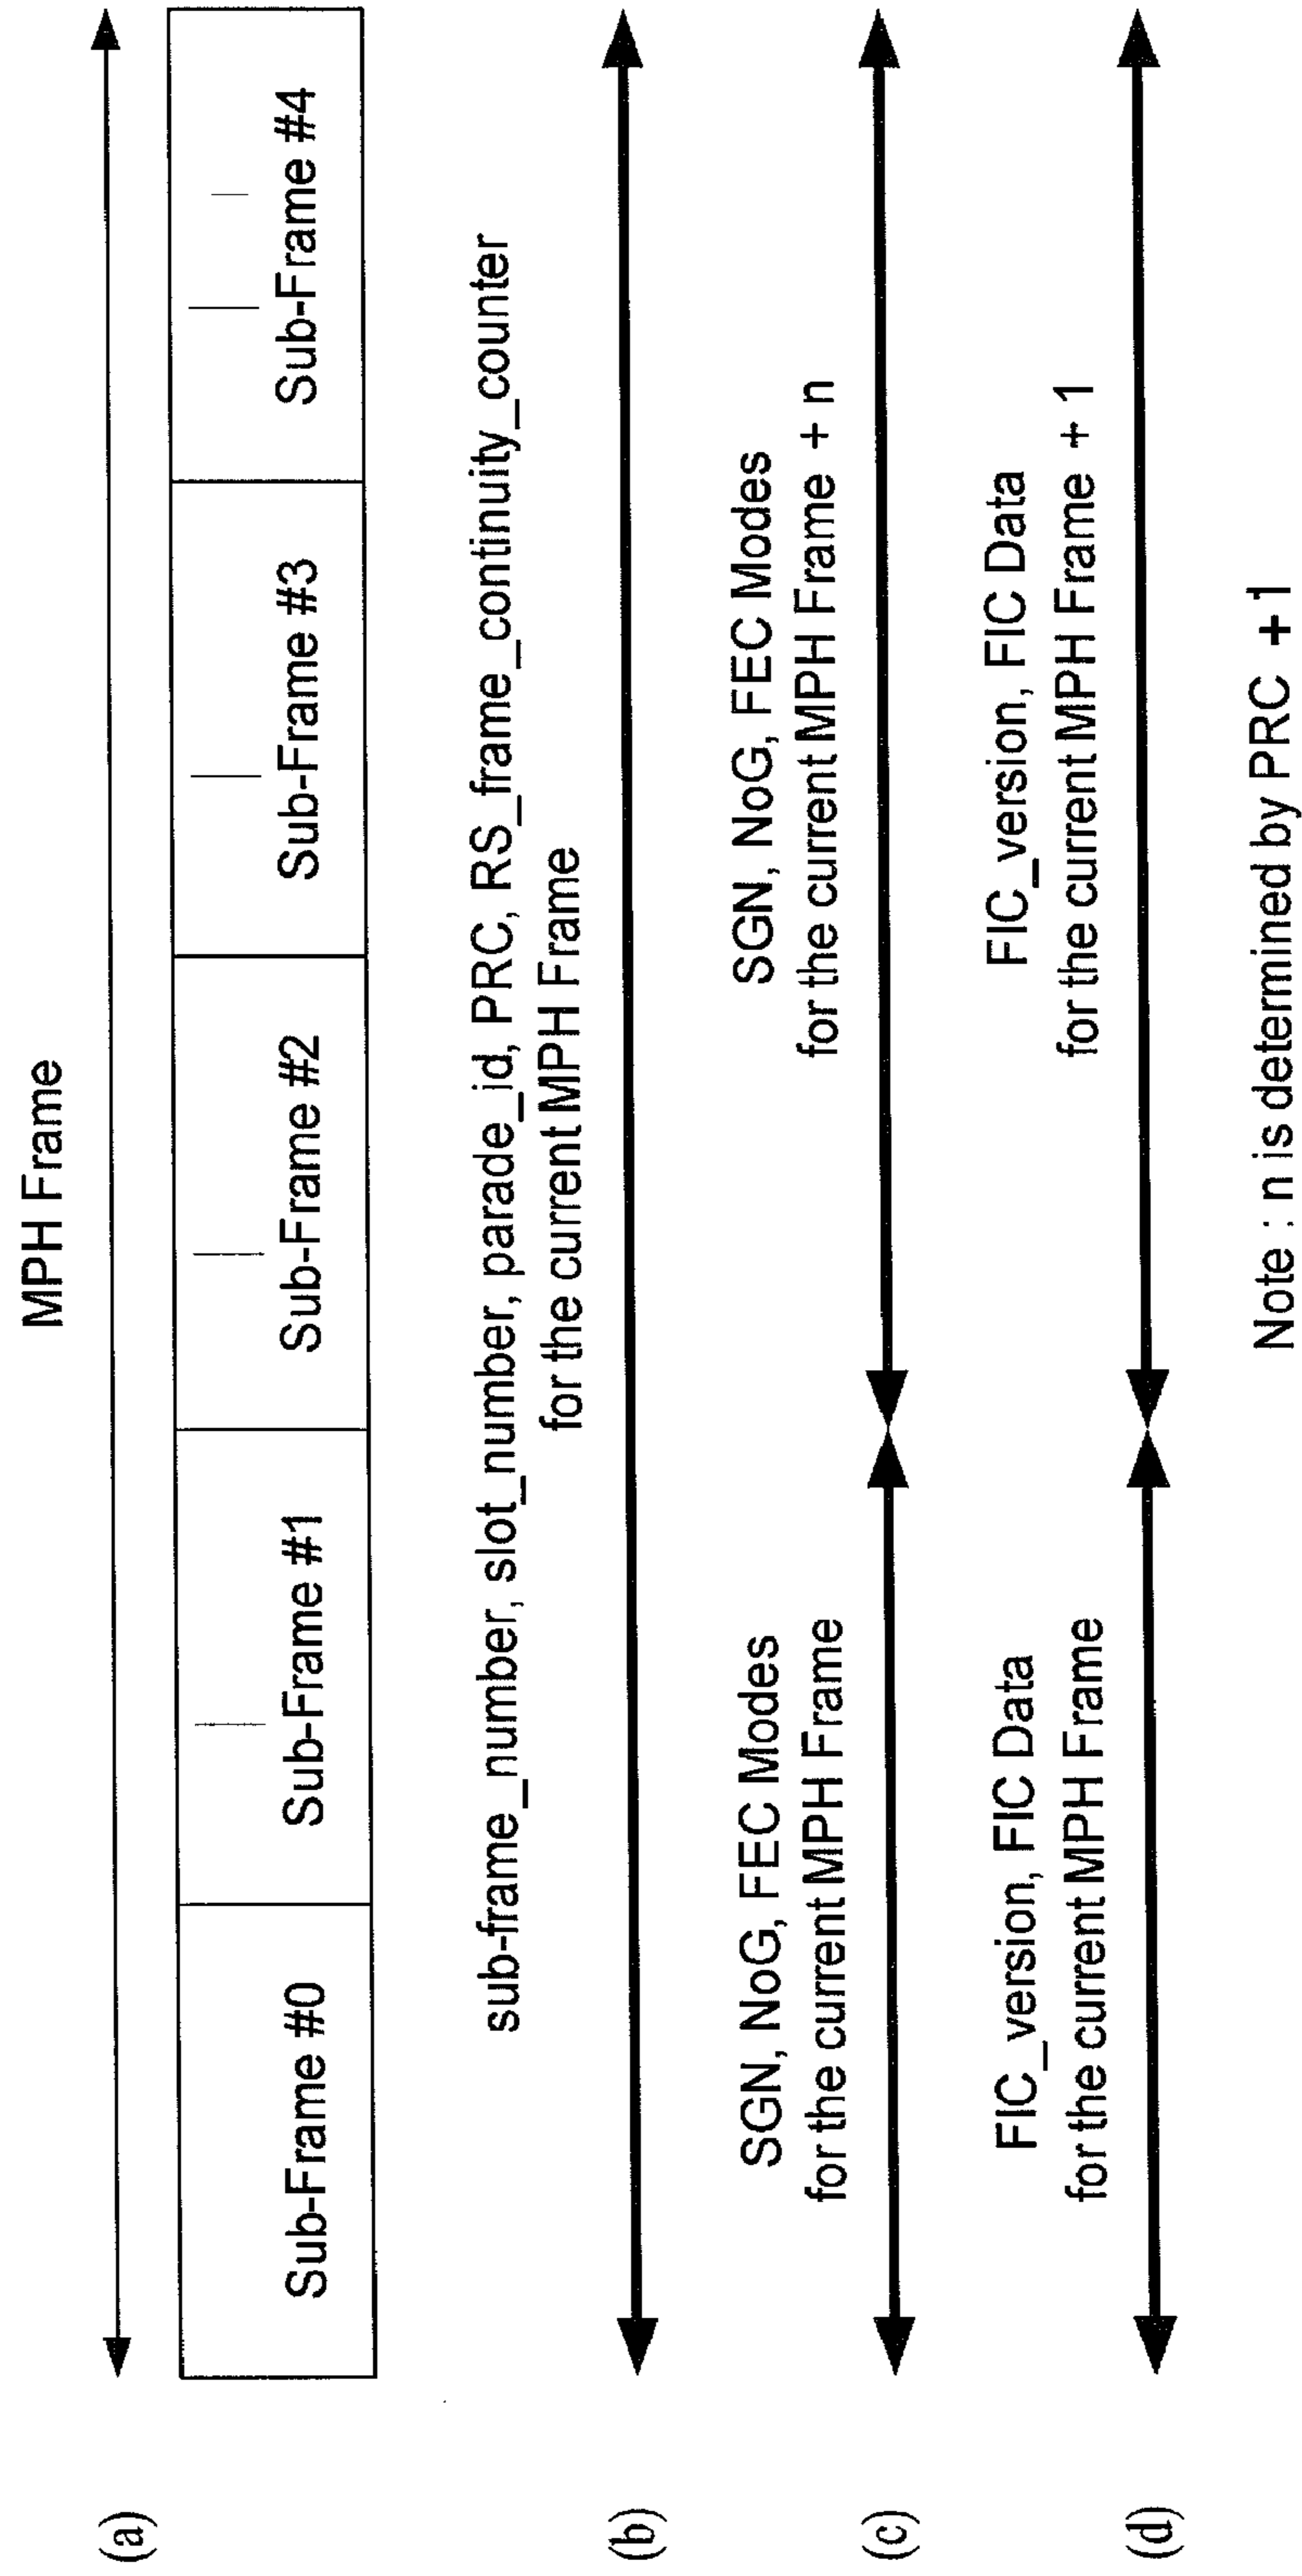 MPH Frame
(a)
Sub-Frame #0
Sub-Frame #1
Sub-Frame #2
Sub-Frame #3
Sub-Frame #4
sub-frame_number, slot_number, parade_id, PRC, RS_frame_continuity_counter
for the current MPH Frame
(b)
SGN, NoG, FEC Modes
for the current MPH Frame
SGN, NoG, FEC Modes
for the current MPH Frame + n
(c)
FIC_version, FIC Data
for the current MPH Frame
FIC_version, FIC Data
for the current MPH Frame + 1
(d)
Note : n is determined by PRC +1